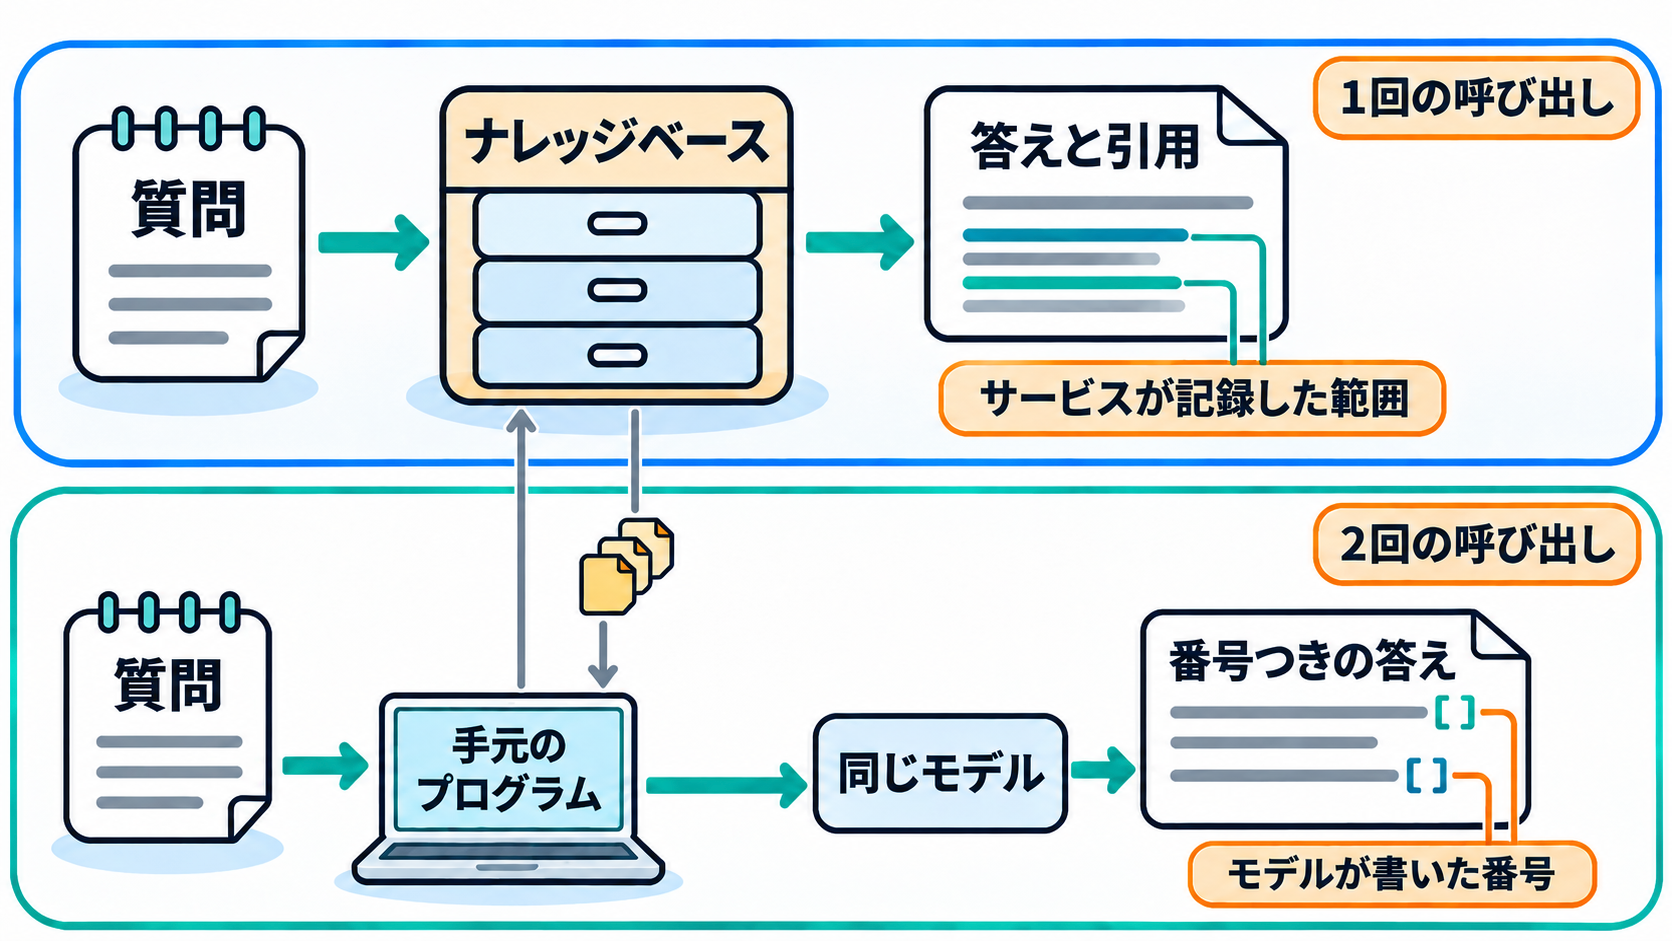 1回の呼び出し
質問
ナレッジベース
答えと引用
サービスが記録した範囲
2回の呼び出し
質問
手元の
プログラム
同じモデル
番号つきの答え
[ ]
[ ]
モデルが書いた番号